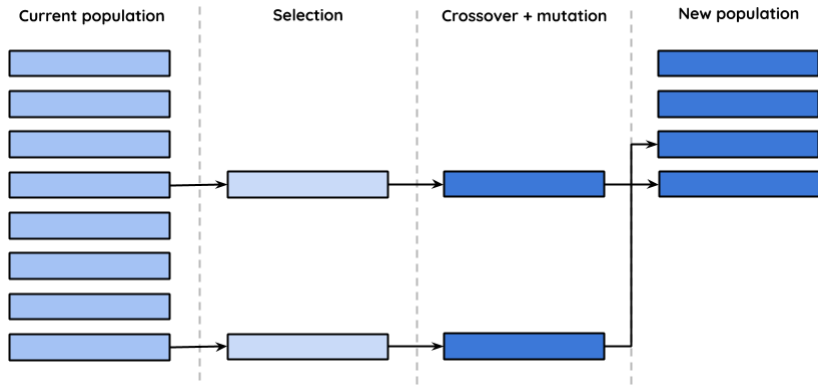 Current population
Selection
Crossover + mutation
New population